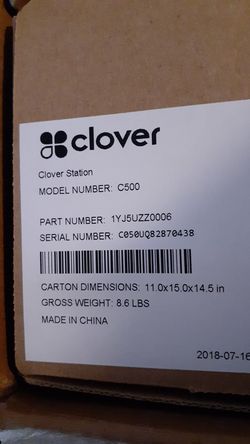 clover
Clover Station
MODEL NUMBER: C500
PART NUMBER: 1YJ5UZZ0006
SERIAL NUMBER: C050UQ82870438
CARTON DIMENSIONS: 11.0x15.0x14.5 in
GROSS WEIGHT: 8.6 LBS
MADE IN CHINA
2018-07-16